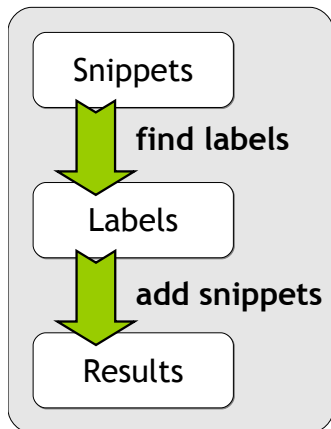 Snippets
find labels
Labels
add snippets
Results